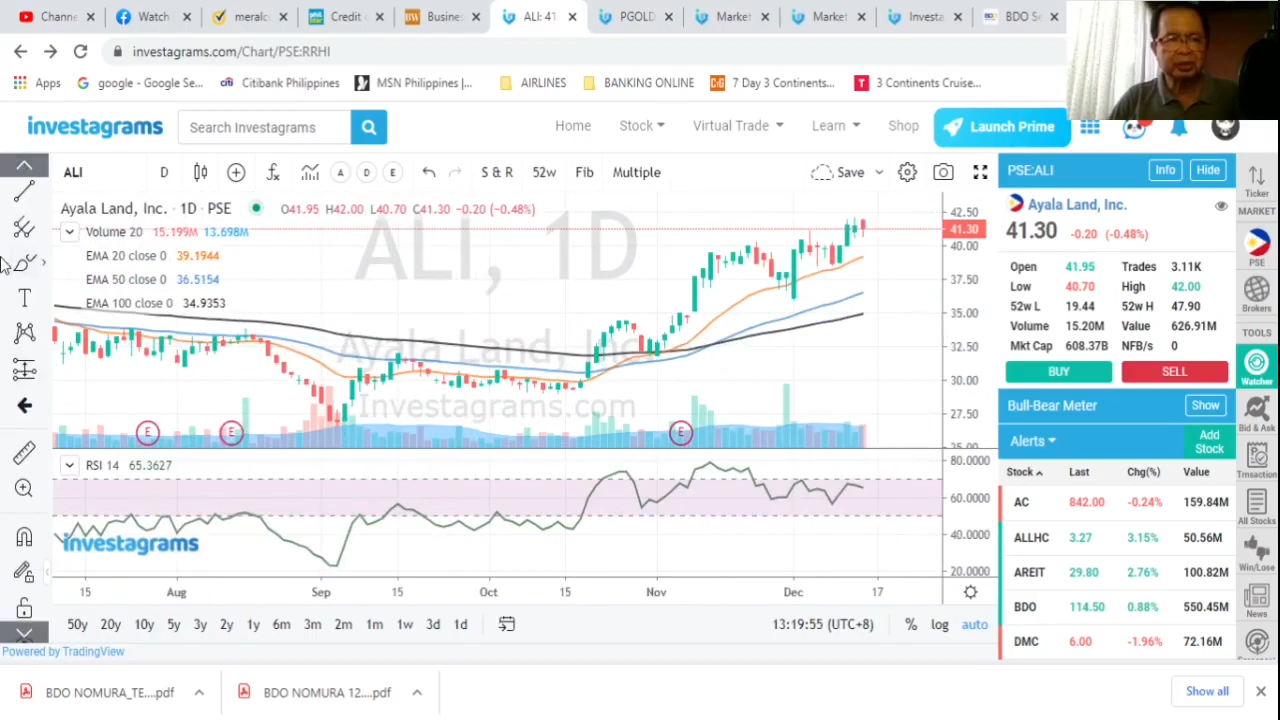 Channe
Watch
meralc
Credit
Busine:
ALI: 41
PGOLD
Market
Market
Investa
BDO Se
investagrams.com/Chart/PSE:RRHI
Apps
google - Google Se...
Citibank Philippines
MSN Philippines |...
AIRLINES
BANKING ONLINE
7 Day 3 Continents...
3 Continents Cruise...
investagrams
Search Investagrams
Home
Stock
Virtual Trade
Learn
Shop
Launch Prime
ALI
D
A
D
E
S & R
52w
Fib
Multiple
Save
Ayala Land, Inc. · 1D · PSE
O41.95 H42.00 L40.70 C41.30 -0.20 (-0.48%)
Volume 20 15.199M 13.698M
EMA 20 close 0 39.1944
EMA 50 close 0 36.5154
EMA 100 close 0 34.9353
ALI, 1D
Ayala Land, Inc.
Investagrams.com
42.50
41.30
40.00
37.50
35.00
32.50
30.00
27.50
25.00
E
E
E
RSI 14 65.3627
80.0000
60.0000
40.0000
20.0000
investagrams
15
Aug
Sep
15
Oct
15
Nov
Dec
17
50y 20y 10y 5y 3y 2y 1y 6m 3m 2m 1m 1w 3d 1d
13:19:55 (UTC+8)
% log auto
Powered by TradingView
PSE:ALI
Info
Hide
Ayala Land, Inc.
41.30 -0.20 (-0.48%)
Open 41.95 Trades 3.11K
Low 40.70 High 42.00
52w L 19.44 52w H 47.90
Volume 15.20M Value 626.91M
Mkt Cap 608.37B NFB/s 0
BUY
SELL
Bull-Bear Meter
Show
Alerts
Add Stock
Stock Last Chg(%) Value
AC 842.00 -0.24% 159.84M
ALLHC 3.27 3.15% 50.56M
AREIT 29.80 2.76% 100.82M
BDO 114.50 0.88% 550.45M
DMC 6.00 -1.96% 72.16M
Ticker
MARKET
PSE
Brokers
TOOLS
Watcher
Bid & Ask
Trnsaction
All Stocks
Win/Lose
News
BDO NOMURA_TE....pdf
BDO NOMURA 12....pdf
Show all